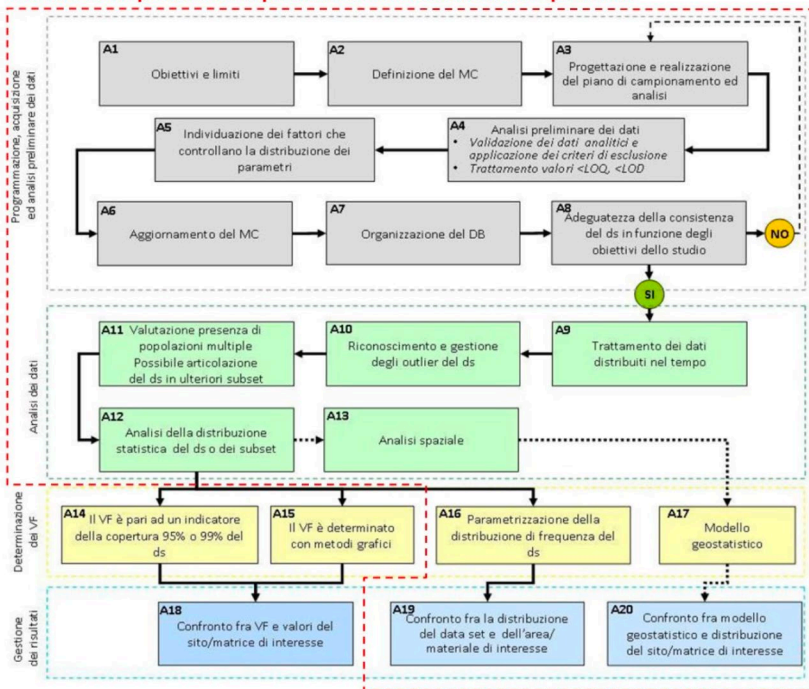 Programmazione, acquisizione
ed analisi preliminare dei dati
A1
Obiettivi e limiti
A2
Definizione del MC
A3
Progettazione e realizzazione
del piano di campionamento ed
analisi
A5
Individuazione dei fattori che
controllano la distribuzione dei
parametri
A4
Analisi preliminare dei dati
• Validazione dei dati analitici e
applicazione dei criteri di esclusione
• Trattamento valori <LOQ, <LOD
A6
Aggiornamento del MC
A7
Organizzazione del DB
A8
Adeguatezza della consistenza
del ds in funzione degli
obiettivi dello studio
NO
SI
Analisi dei dati
A11
Valutazione presenza di
popolazioni multiple
Possibile articolazione
del ds in ulteriori subset
A10
Riconoscimento e gestione
degli outlier del ds
A9
Trattamento dei dati
distribuiti nel tempo
A12
Analisi della distribuzione
statistica del ds o dei subset
A13
Analisi spaziale
Determinazione
dei VF
A14
Il VF è pari ad un indicatore
della copertura 95% o 99% del
ds
A15
Il VF è determinato
con metodi grafici
A16
Parametrizzazione della
distribuzione di frequenza del
ds
A17
Modello
geostatistico
Gestione
dei risultati
A18
Confronto fra VF e valori del
sito/matrice di interesse
A19
Confronto fra la distribuzione
del data set e dell'area/
materiale di interesse
A20
Confronto fra modello
geostatistico e distribuzione
del sito/matrice di interesse